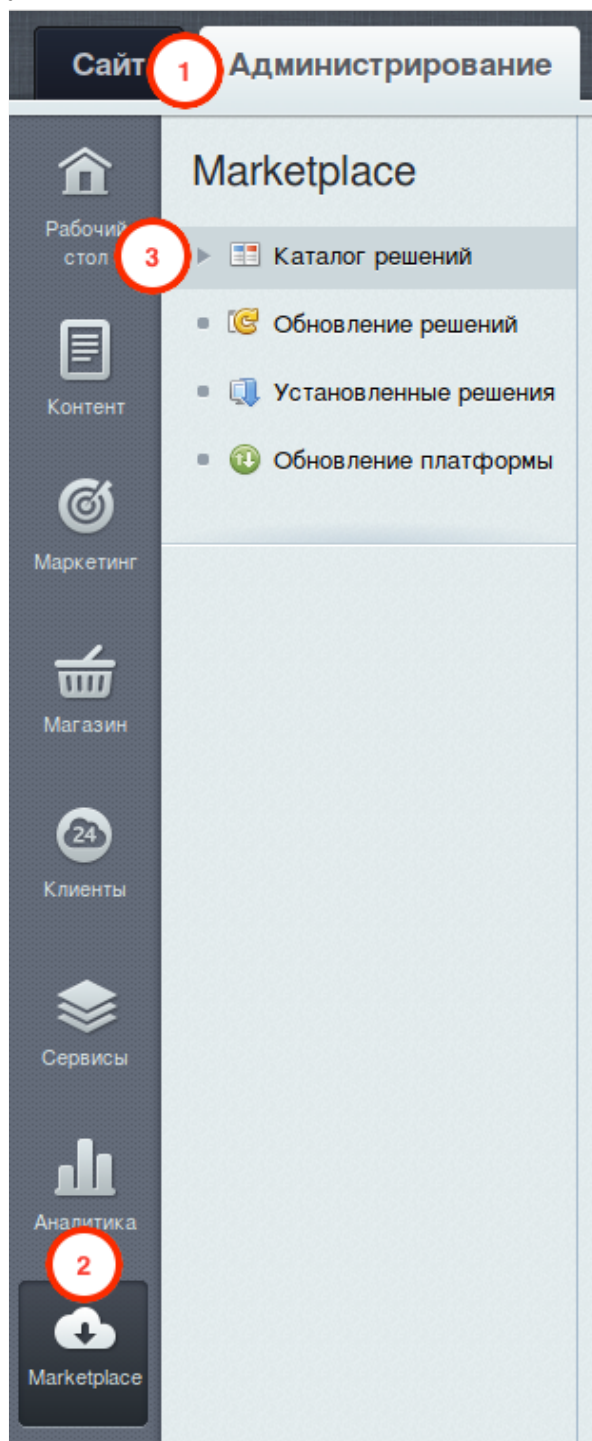 Сайт
1
Администрирование
Marketplace
Рабочий
стол
3
Каталог решений
Обновление решений
Контент
Установленные решения
Обновление платформы
Маркетинг
Магазин
24
Клиенты
Сервисы
Аналитика
2
Marketplace